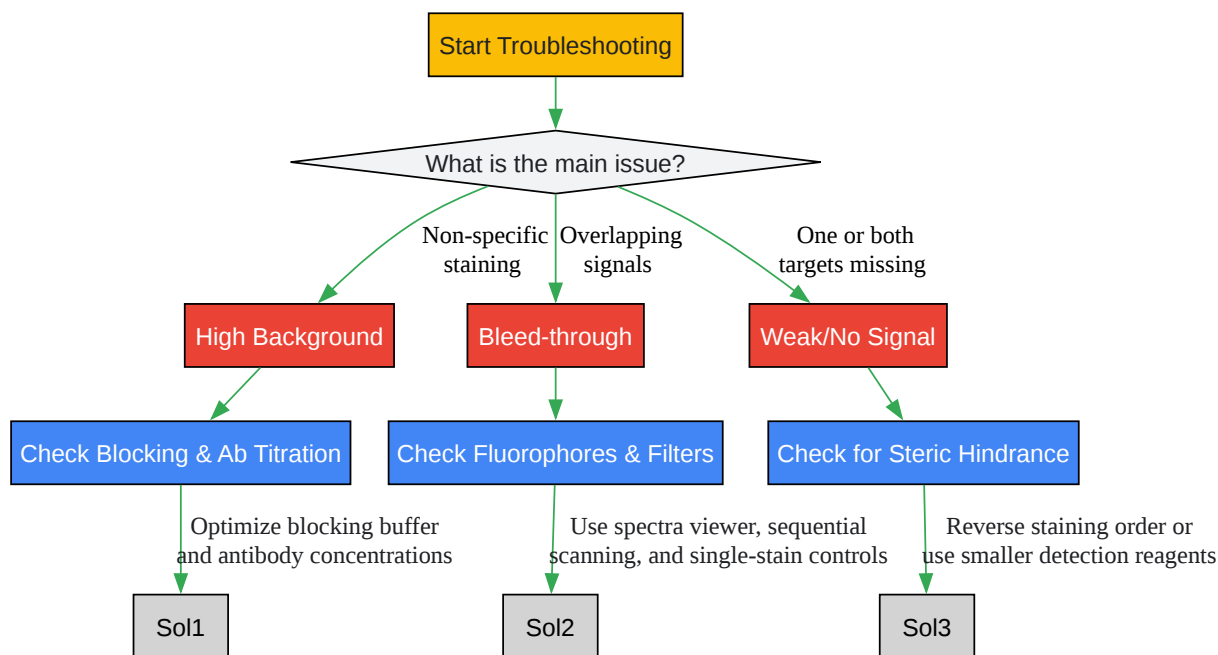 Start Troubleshooting
What is the main issue?
Non-specific
staining
Overlapping
signals
One or both
targets missing
High Background
Bleed-through
Weak/No Signal
Check Blocking & Ab Titration
Check Fluorophores & Filters
Check for Steric Hindrance
Optimize blocking buffer
and antibody concentrations
Use spectra viewer, sequential
scanning, and single-stain controls
Reverse staining order or
use smaller detection reagents
Sol1
Sol2
Sol3